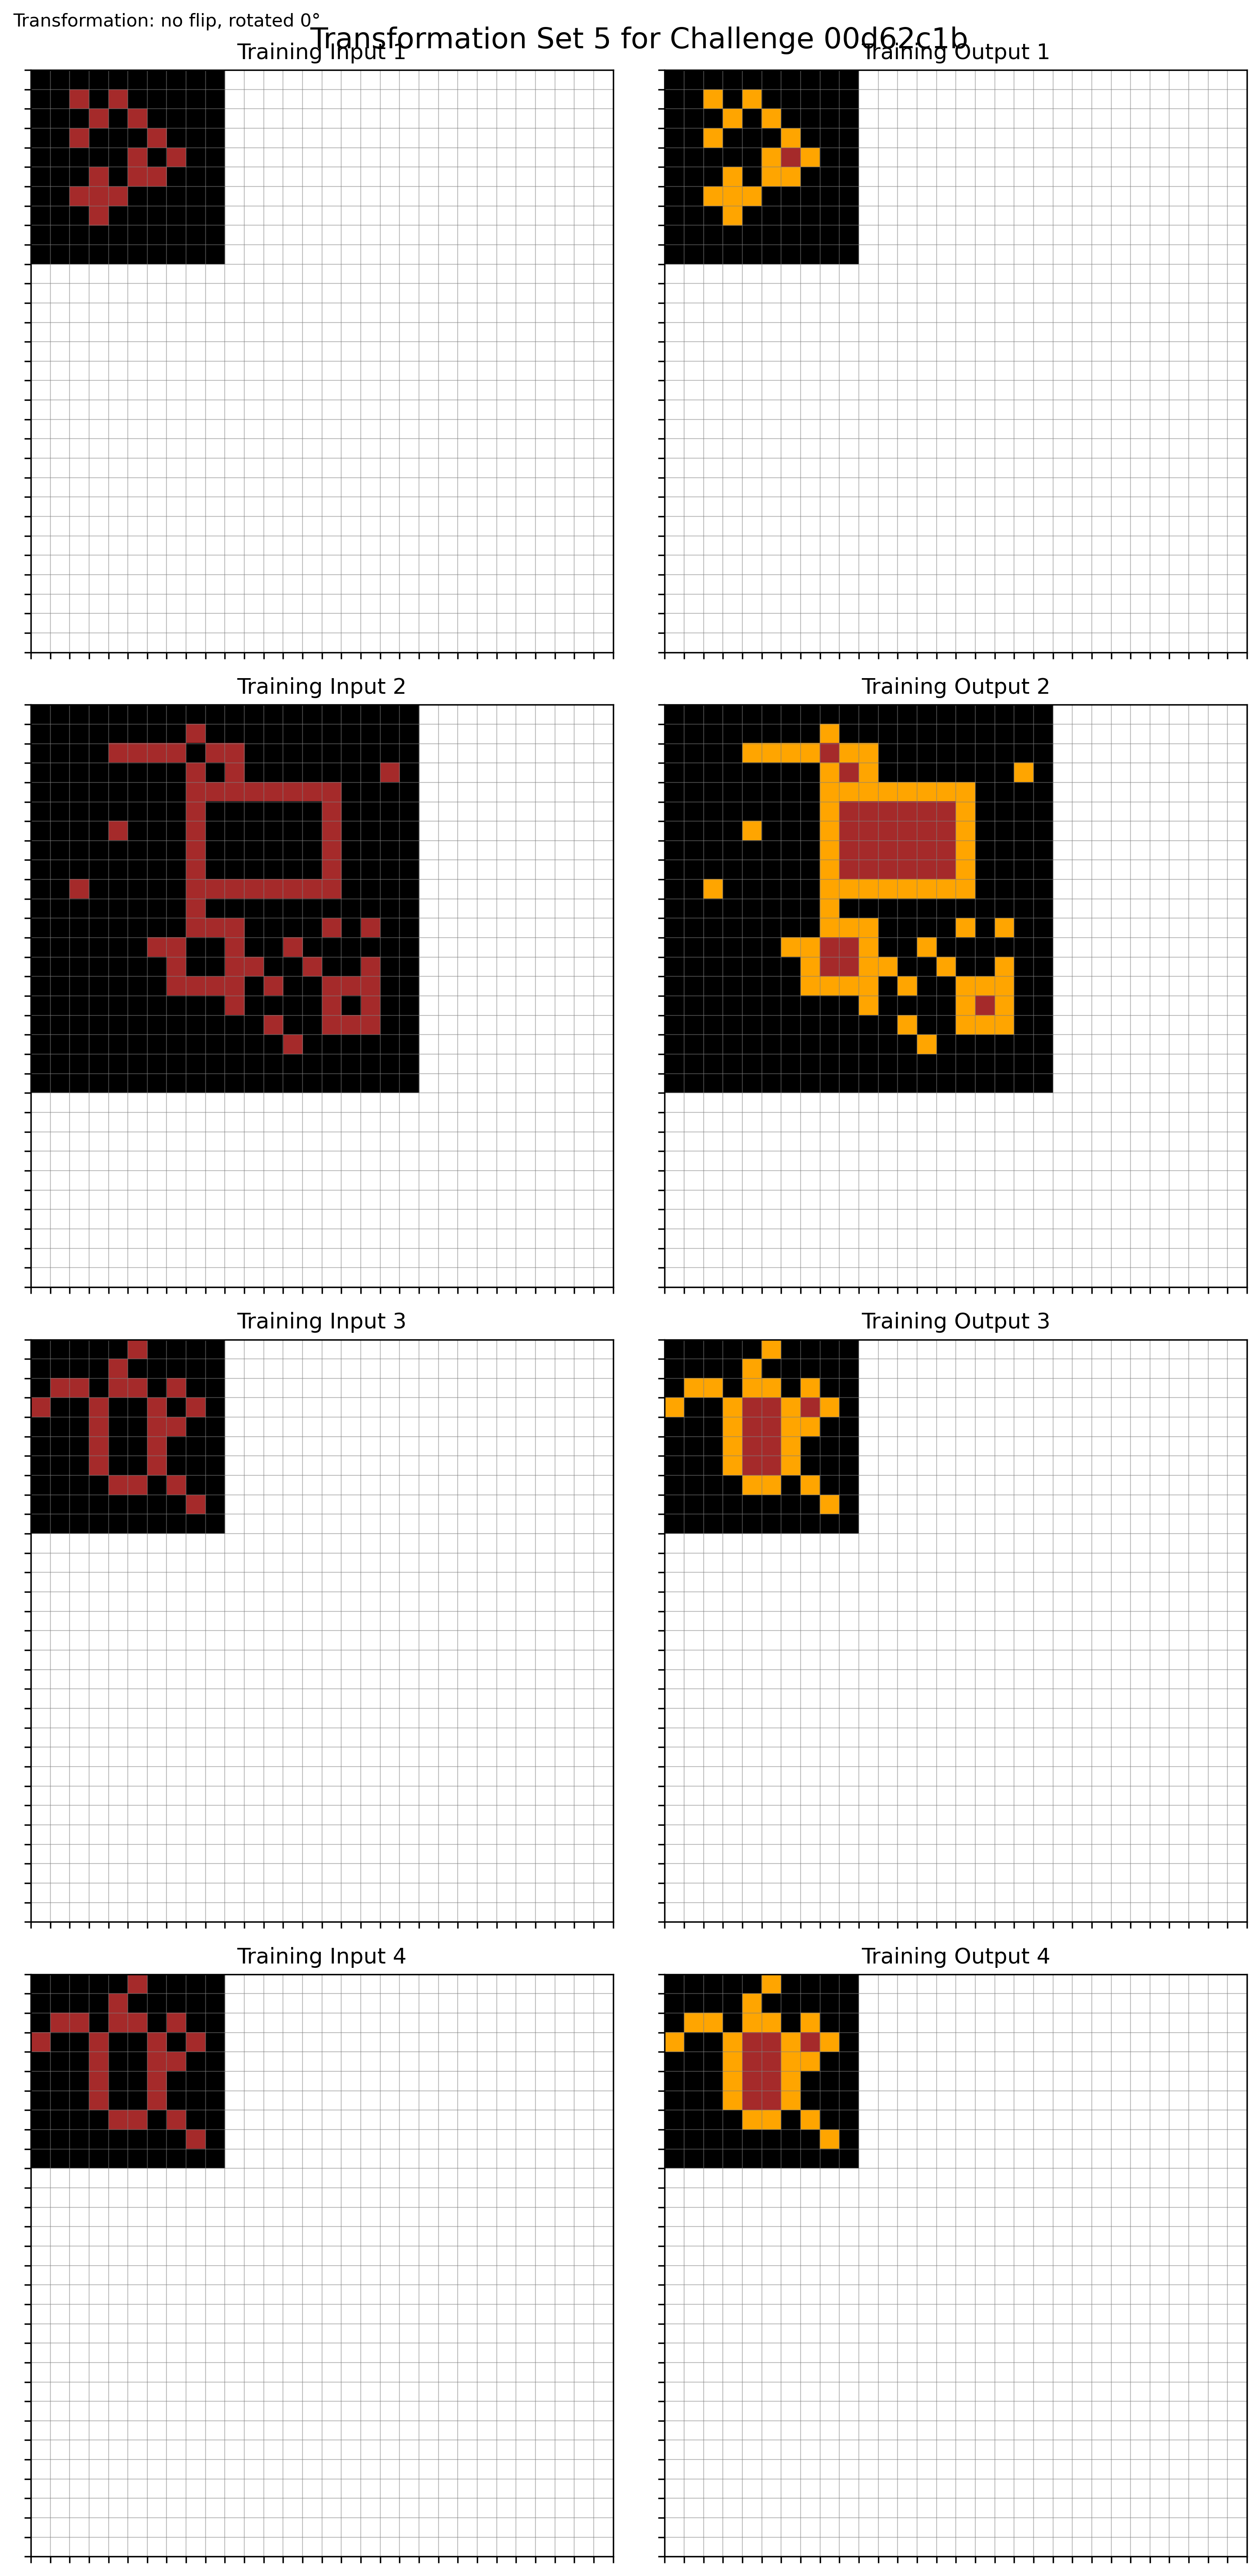 Transformation: no flip, rotated 0°
Transformation Set 5 for Challenge 00d62c1b
Training Input 1
Training Output 1
Training Input 2
Training Output 2
Training Input 3
Training Output 3
Training Input 4
Training Output 4